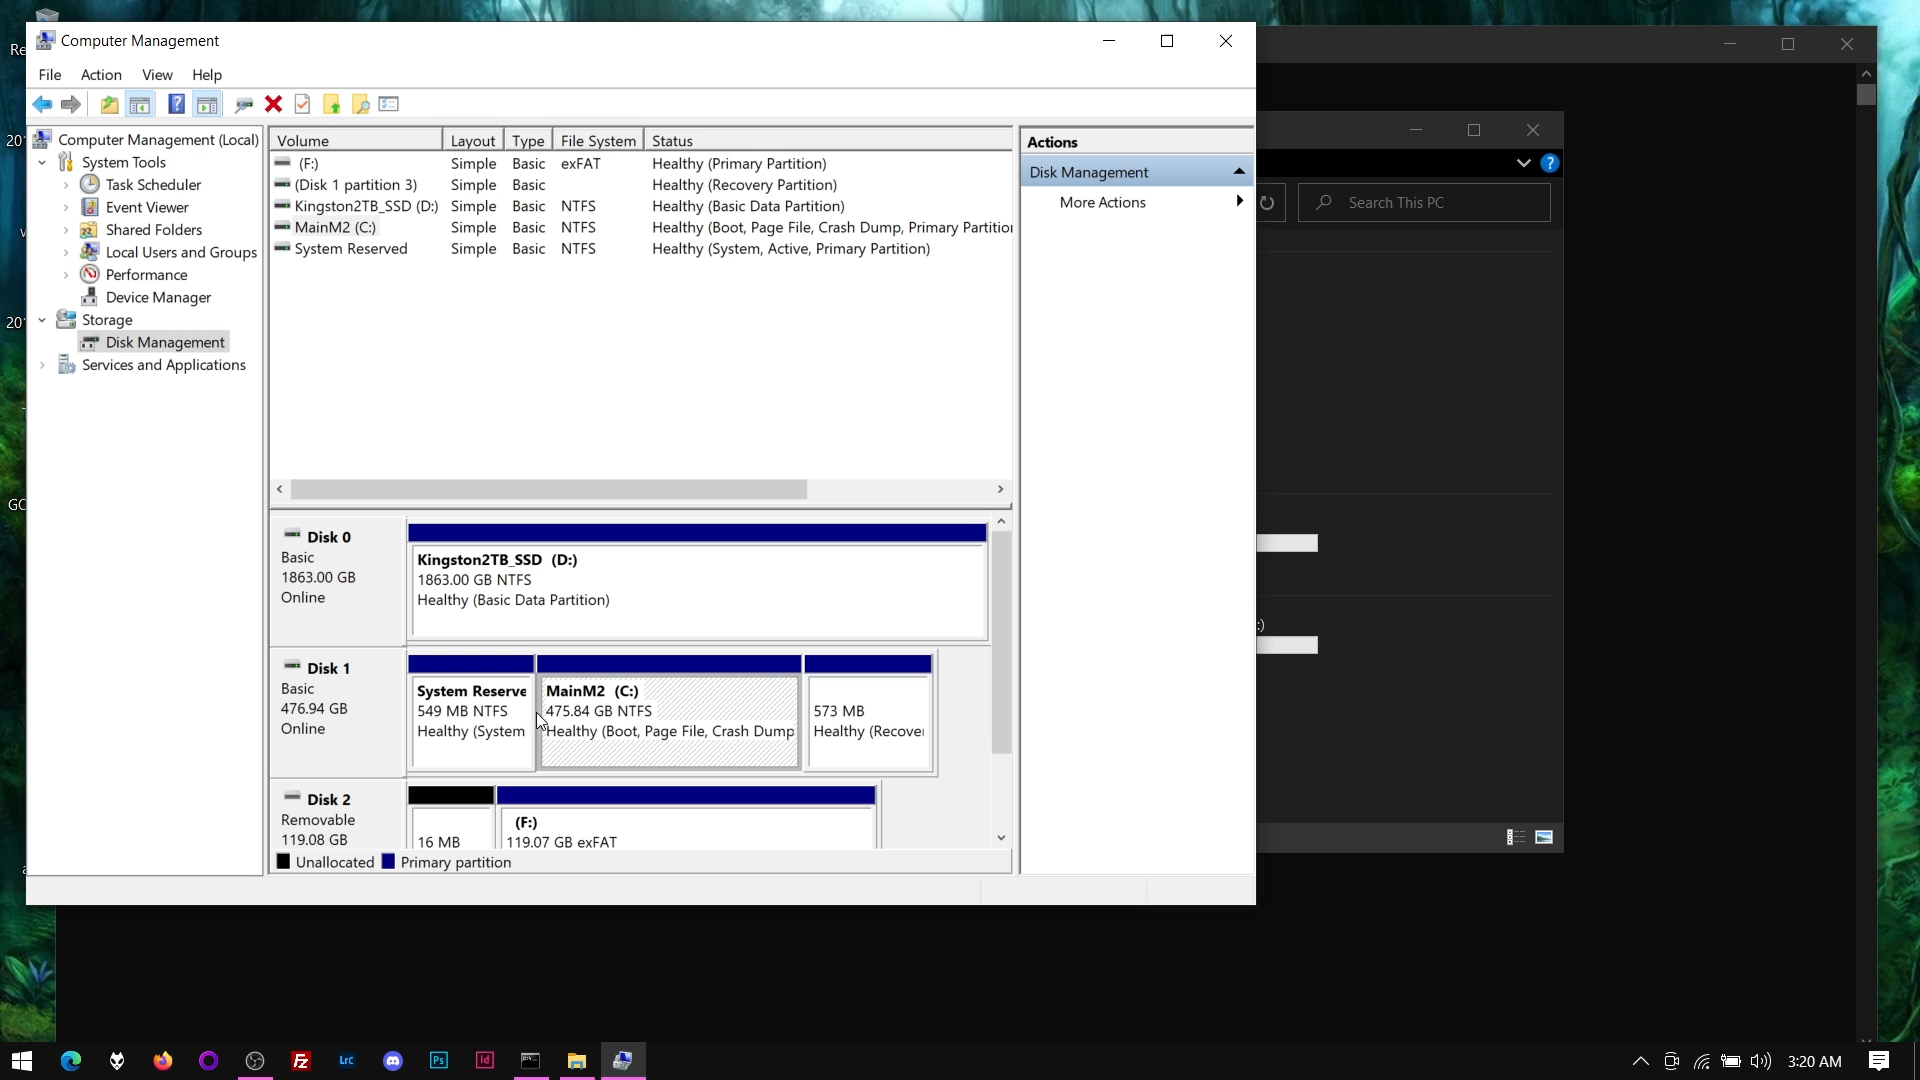 Re
Computer Management
File Action View Help
201
201
GC
Computer Management (Local)
System Tools
Task Scheduler
Event Viewer
Shared Folders
Local Users and Groups
Performance
Device Manager
Storage
Disk Management
Services and Applications
Volume Layout Type File System Status
(F:) Simple Basic exFAT Healthy (Primary Partition)
(Disk 1 partition 3) Simple Basic Healthy (Recovery Partition)
Kingston2TB_SSD (D:) Simple Basic NTFS Healthy (Basic Data Partition)
MainM2 (C:) Simple Basic NTFS Healthy (Boot, Page File, Crash Dump, Primary Partitio
System Reserved Simple Basic NTFS Healthy (System, Active, Primary Partition)
Disk 0
Basic
1863.00 GB
Online
Kingston2TB_SSD (D:)
1863.00 GB NTFS
Healthy (Basic Data Partition)
Disk 1
Basic
476.94 GB
Online
System Reserve
549 MB NTFS
Healthy (System
MainM2 (C:)
475.84 GB NTFS
Healthy (Boot, Page File, Crash Dump
573 MB
Healthy (Recove
Disk 2
Removable
119.08 GB
16 MB
(F:)
119.07 GB exFAT
Unallocated Primary partition
Actions
Disk Management
More Actions
Search This PC
:)
Fz
Lrc
Ps
Id
3:20 AM